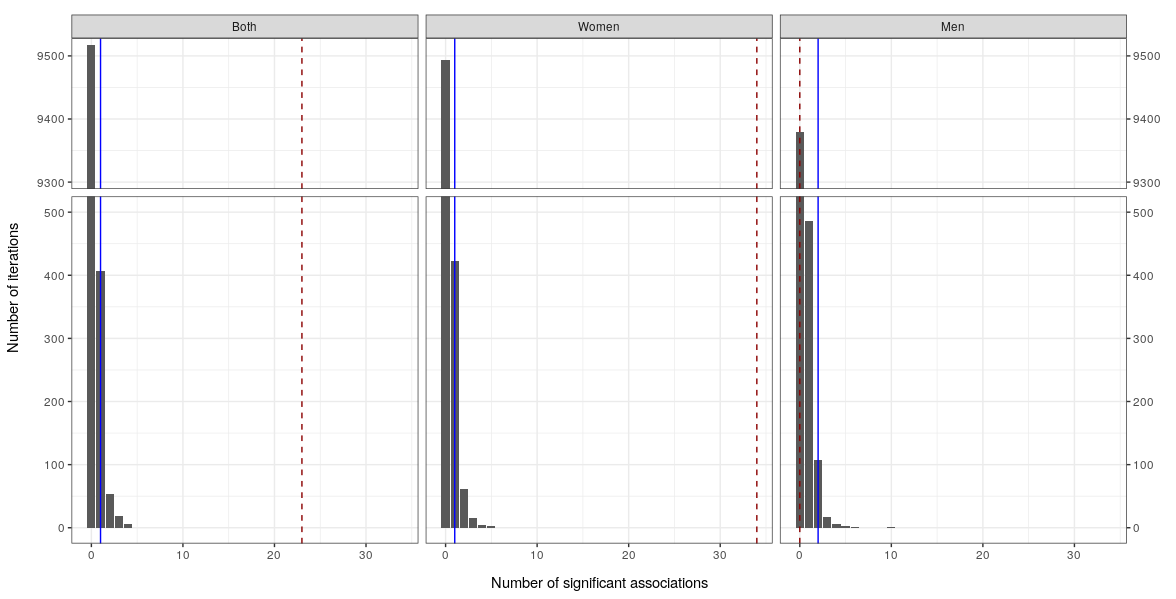 Both Women Men
9500 9500
9400 9400
9300 9300
500 500
400 400
300 300
200 200
100 100
0 0
0 10 20 30 0 10 20 30 0 10 20 30
Number of iterations
Number of significant associations